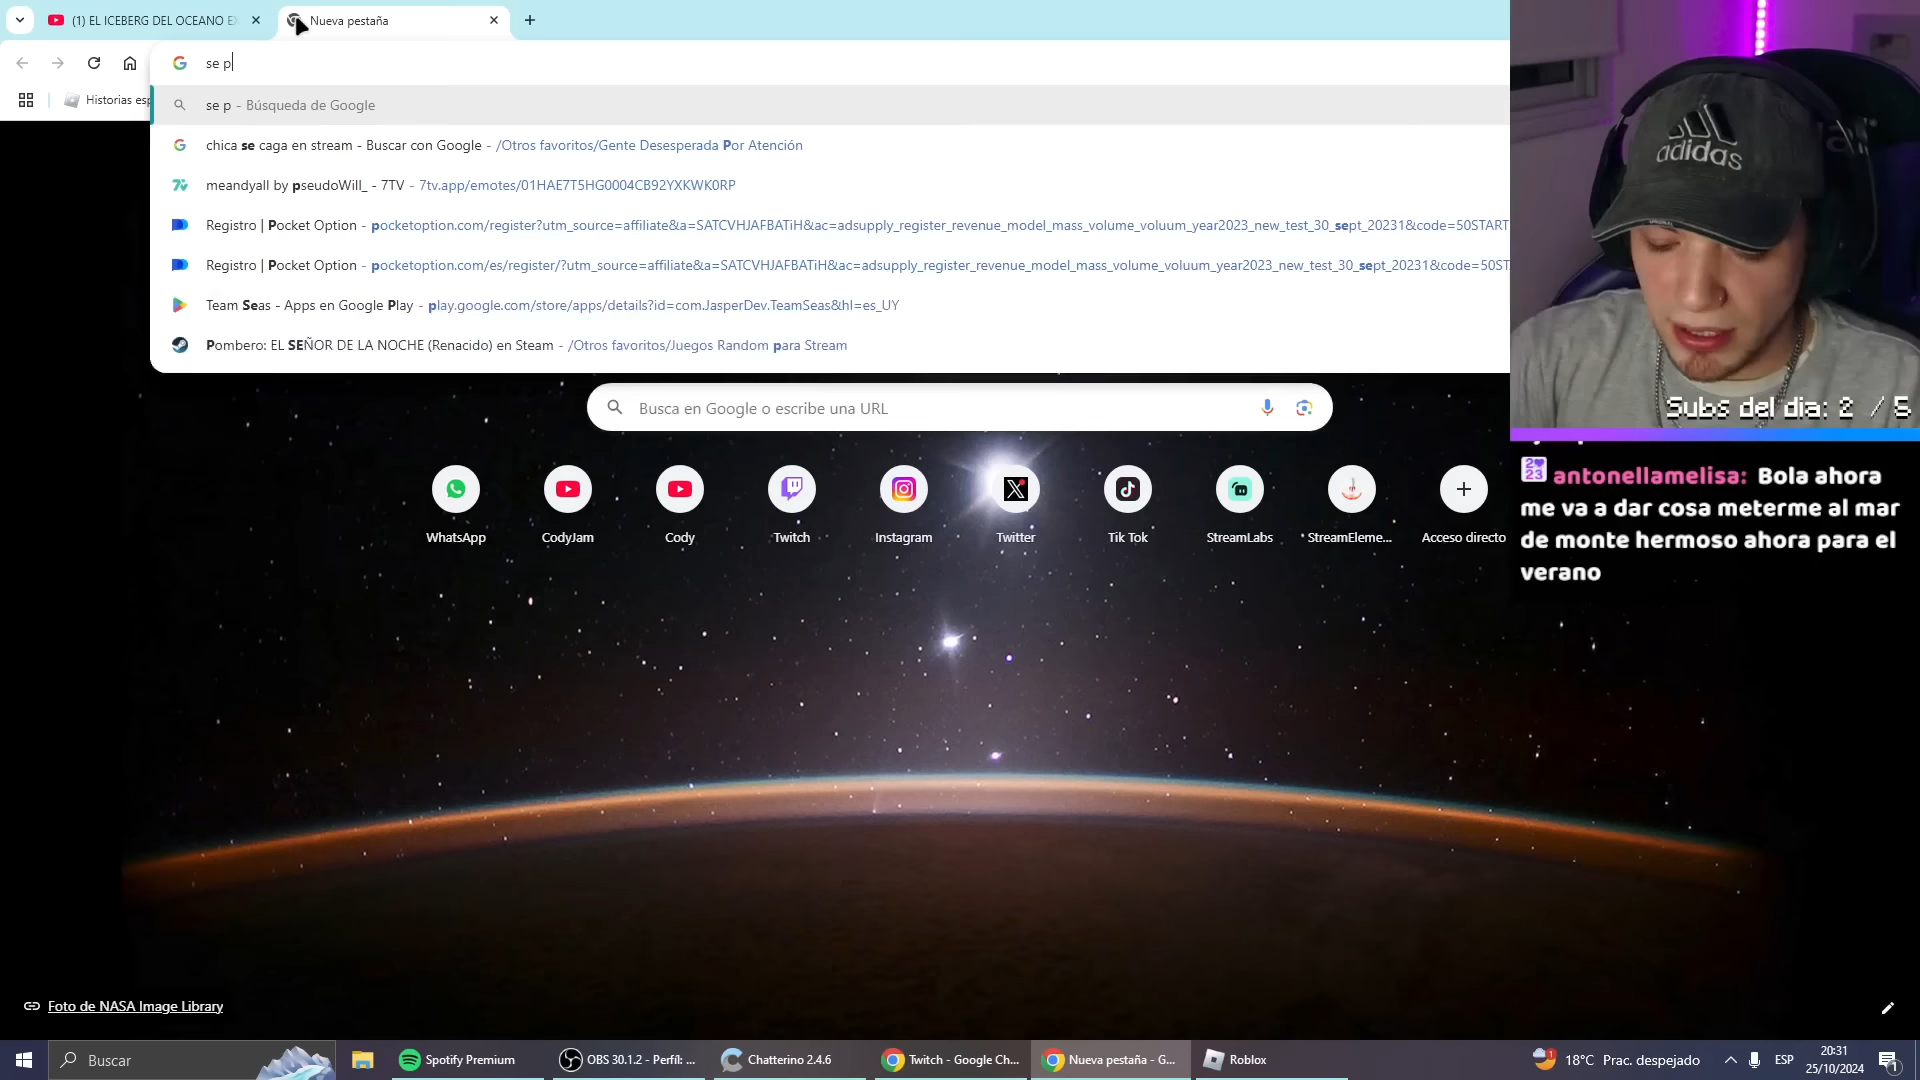 (1) EL ICEBERG DEL OCEANO EX
Nueva pestaña
se p
Historias esp
se p - Búsqueda de Google
chica se caga en stream - Buscar con Google - /Otros favoritos/Gente Desesperada Por Atención
meandyall by pseudoWill_ - 7TV - 7tv.app/emotes/01HAE7T5HG0004CB92YXKWK0RP
Registro | Pocket Option - pocketoption.com/register?utm_source=affiliate&a=SATCVHJAFBATiH&ac=adsupply_register_revenue_model_mass_volume_voluum_year2023_new_test_30_sept_20231&code=50START
Registro | Pocket Option - pocketoption.com/es/register/?utm_source=affiliate&a=SATCVHJAFBATiH&ac=adsupply_register_revenue_model_mass_volume_voluum_year2023_new_test_30_sept_20231&code=50ST
Team Seas - Apps en Google Play - play.google.com/store/apps/details?id=com.JasperDev.TeamSeas&hl=es_UY
Pombero: EL SEÑOR DE LA NOCHE (Renacido) en Steam - /Otros favoritos/Juegos Random para Stream
adidas
Subs del dia: 2 / 5
Busca en Google o escribe una URL
WhatsApp
CodyJam
Cody
Twitch
Instagram
Twitter
Tik Tok
StreamLabs
StreamEleme...
Acceso directo
2023 antonellamelisa: Bola ahora
me va a dar cosa meterme al mar
de monte hermoso ahora para el
verano
Foto de NASA Image Library
Buscar
Spotify Premium
OBS 30.1.2 - Perfil: ...
Chatterino 2.4.6
Twitch - Google Ch...
Nueva pestaña - G...
Roblox
18°C Prac. despejado
ESP
20:31
25/10/2024